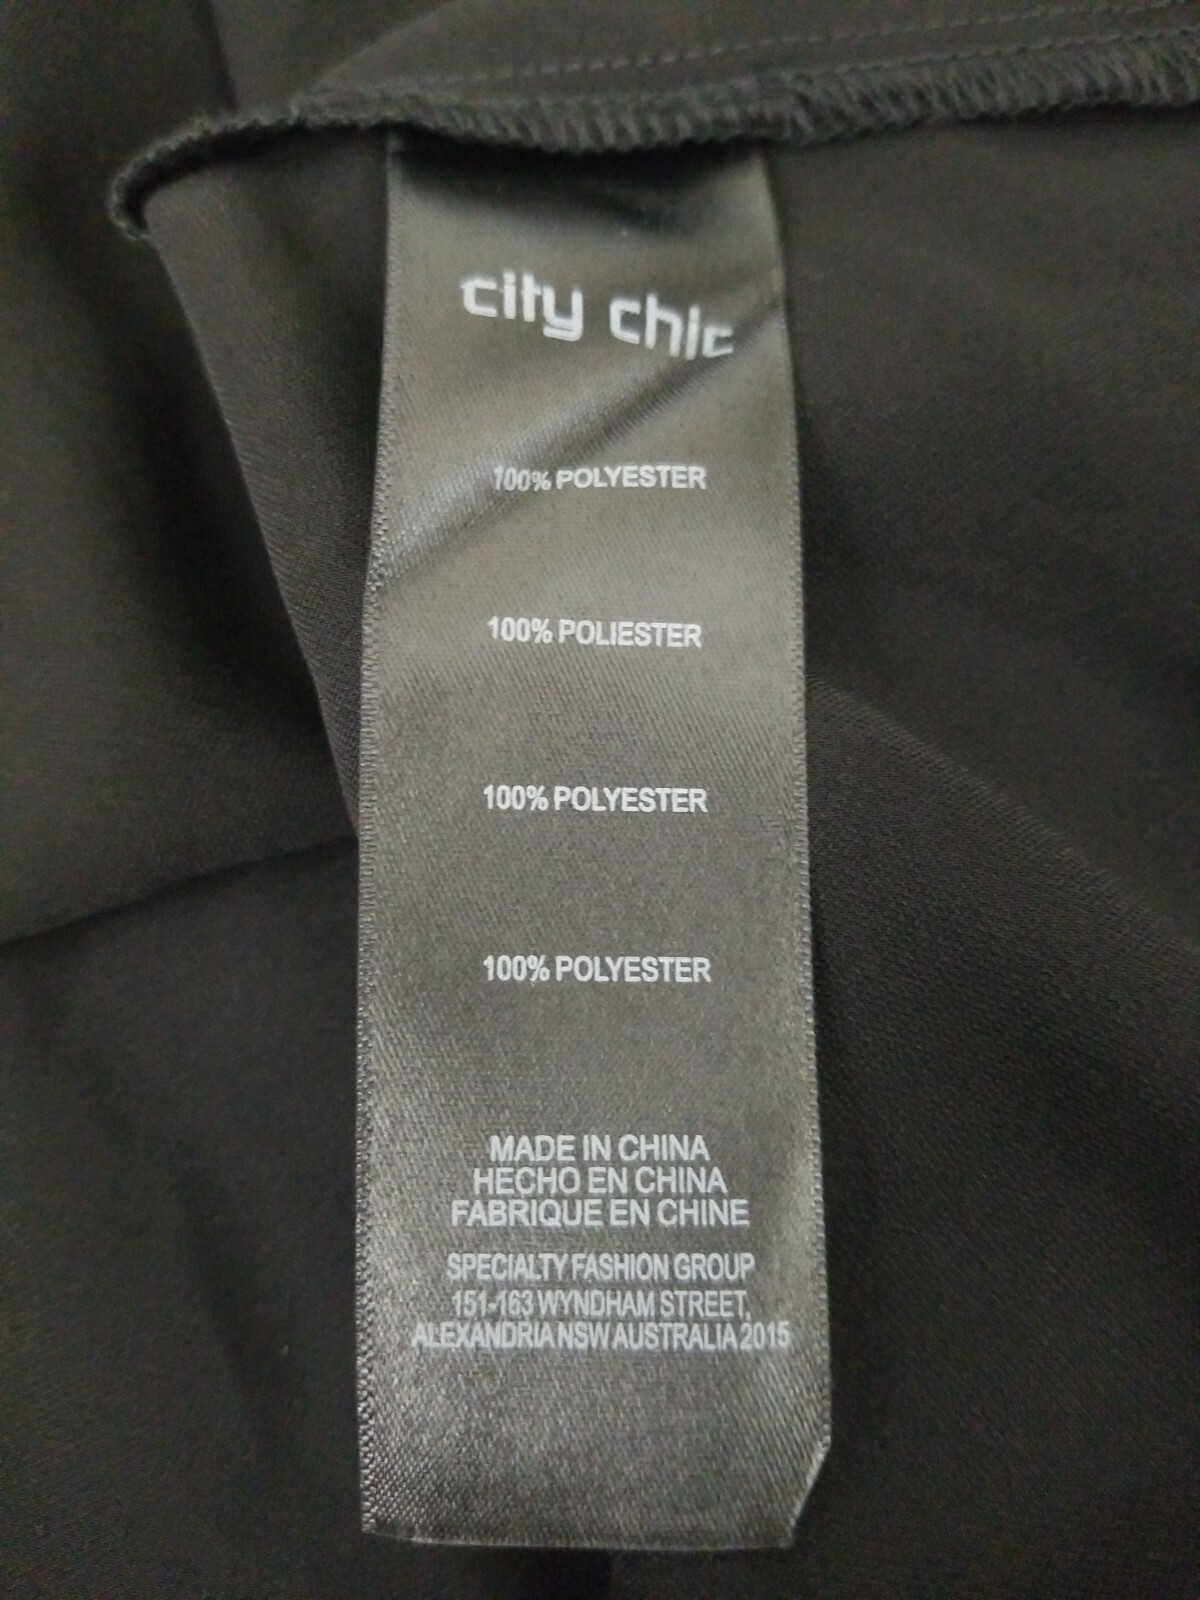 city chic
100% POLYESTER
100% POLIESTER
100% POLYESTER
100% POLYESTER
MADE IN CHINA
HECHO EN CHINA
FABRIQUE EN CHINE
SPECIALTY FASHION GROUP
151-163 WYNDHAM STREET,
ALEXANDRIA NSW AUSTRALIA 2015